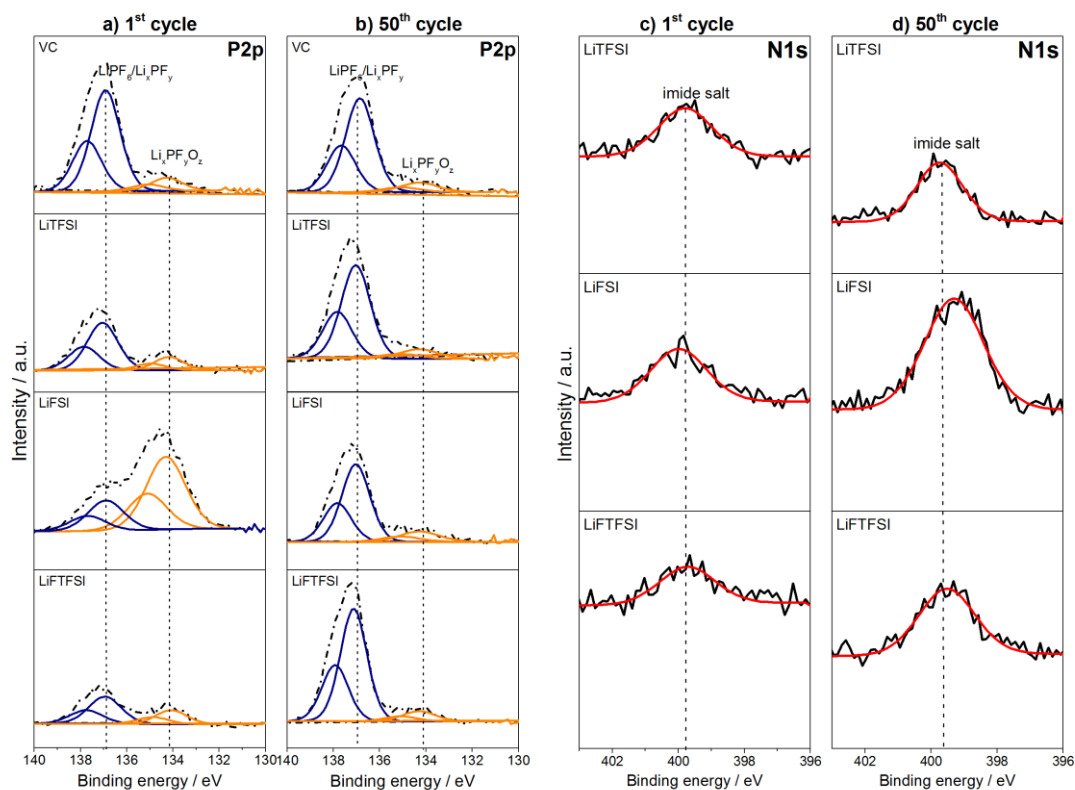 a) 1st cycle
VC
P2p
LiPF6/LixPFy
LixPFyOz
LiTFSI
LiFSI
LiFTFSI
140 138 136 134 132 130
Binding energy / eV
Intensity / a.u.
b) 50th cycle
P2p
LiPF6/LixPFy
LixPFyOz
140 138 136 134 132 130
Binding energy / eV
c) 1st cycle
LiTFSI
N1s
imide salt
LiFSI
LiFTFSI
402 400 398 396
Binding energy / eV
Intensity / a.u.
d) 50th cycle
LiTFSI
N1s
imide salt
LiFSI
LiFTFSI
402 400 398 396
Binding energy / eV
VC
LiTFSI
LiFSI
LiFTFSI